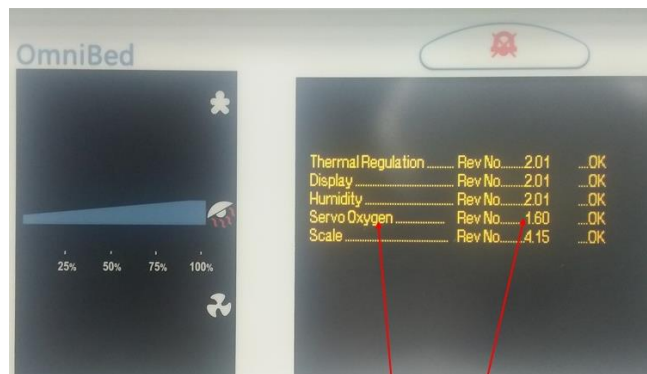 OmniBed
Thermal Regulation ........ Rev No........2.01 ....OK
Display ........................ Rev No........2.01 ....OK
Humidity ..................... Rev No........2.01 ....OK
Servo Oxygen .............. Rev No........1.60 ....OK
Scale ........................... Rev No........4.15 ....OK
25% 50% 75% 100%